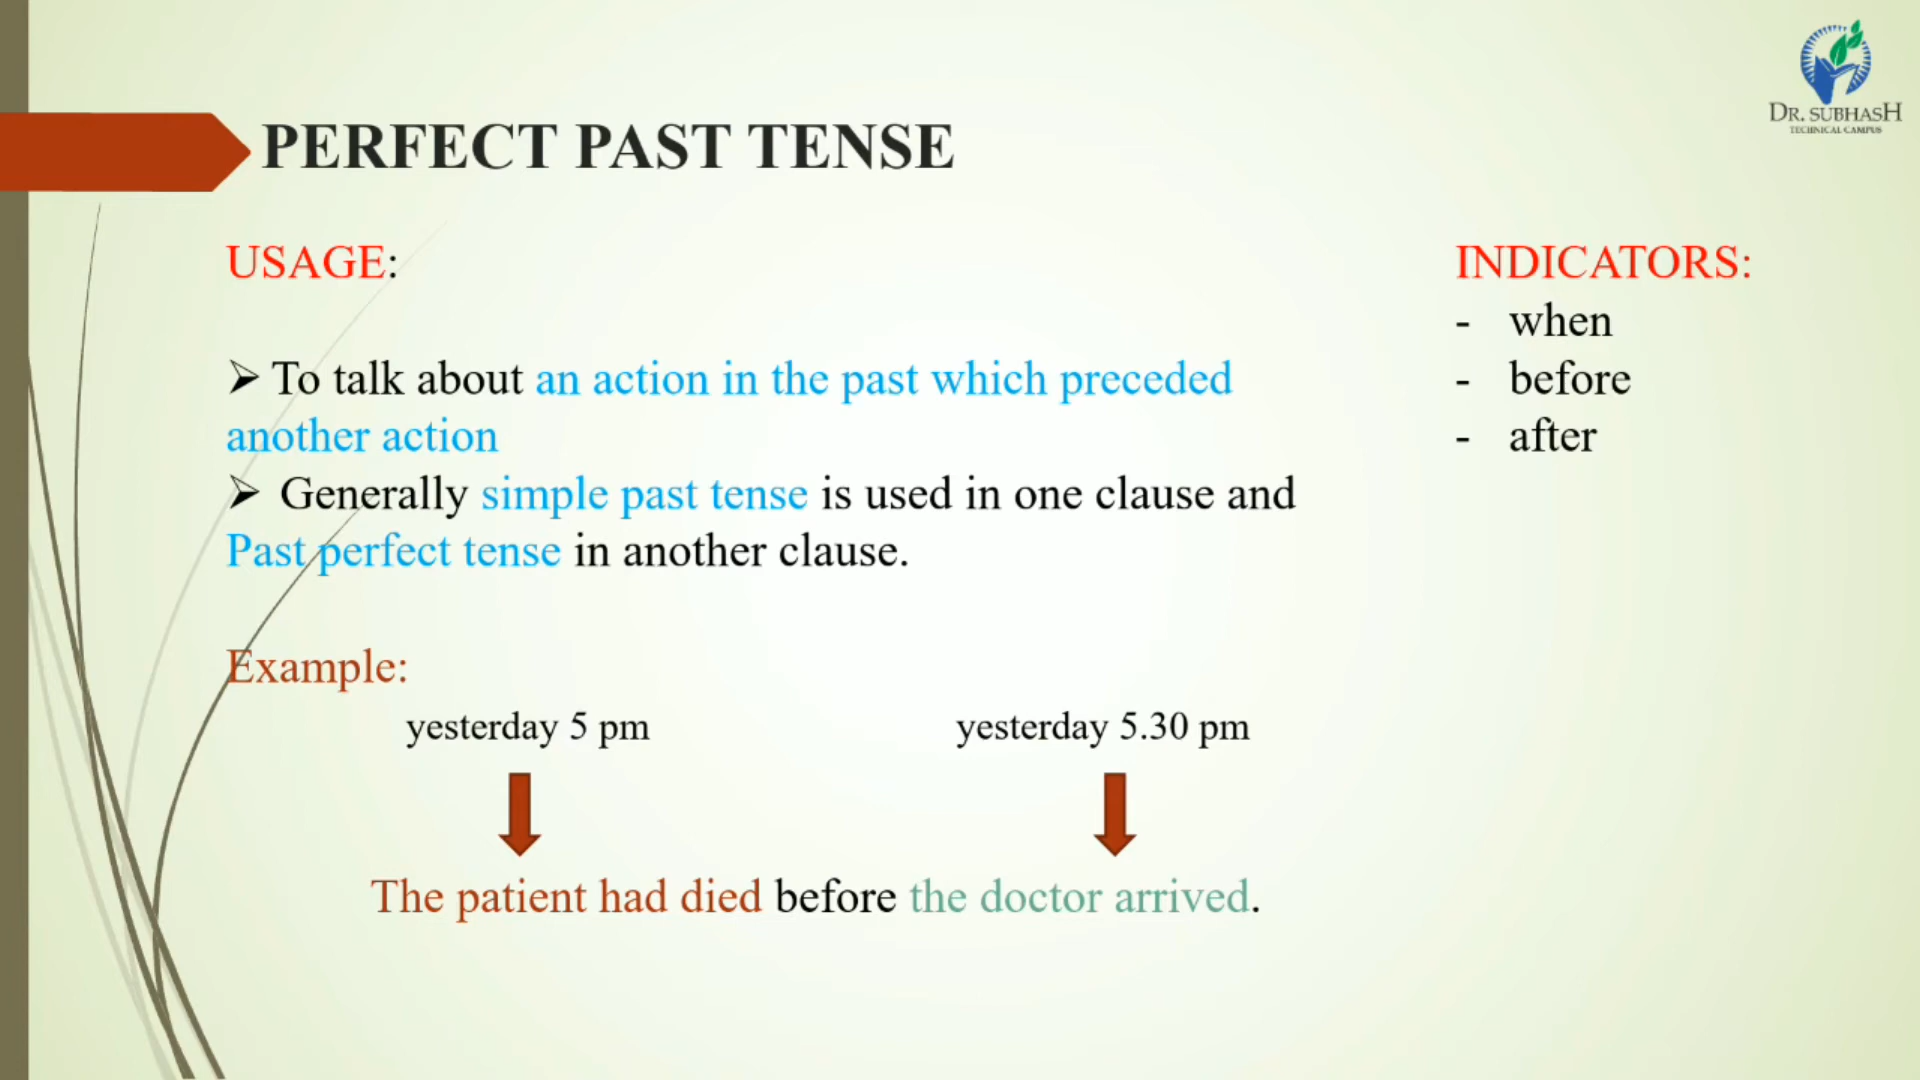 DR. SUBHASH
TECHNICAL CAMPUS
PERFECT PAST TENSE
USAGE:
➢ To talk about an action in the past which preceded
another action
➢ Generally simple past tense is used in one clause and
Past perfect tense in another clause.
INDICATORS:
- when
- before
- after
Example:
yesterday 5 pm
yesterday 5.30 pm
The patient had died before the doctor arrived.